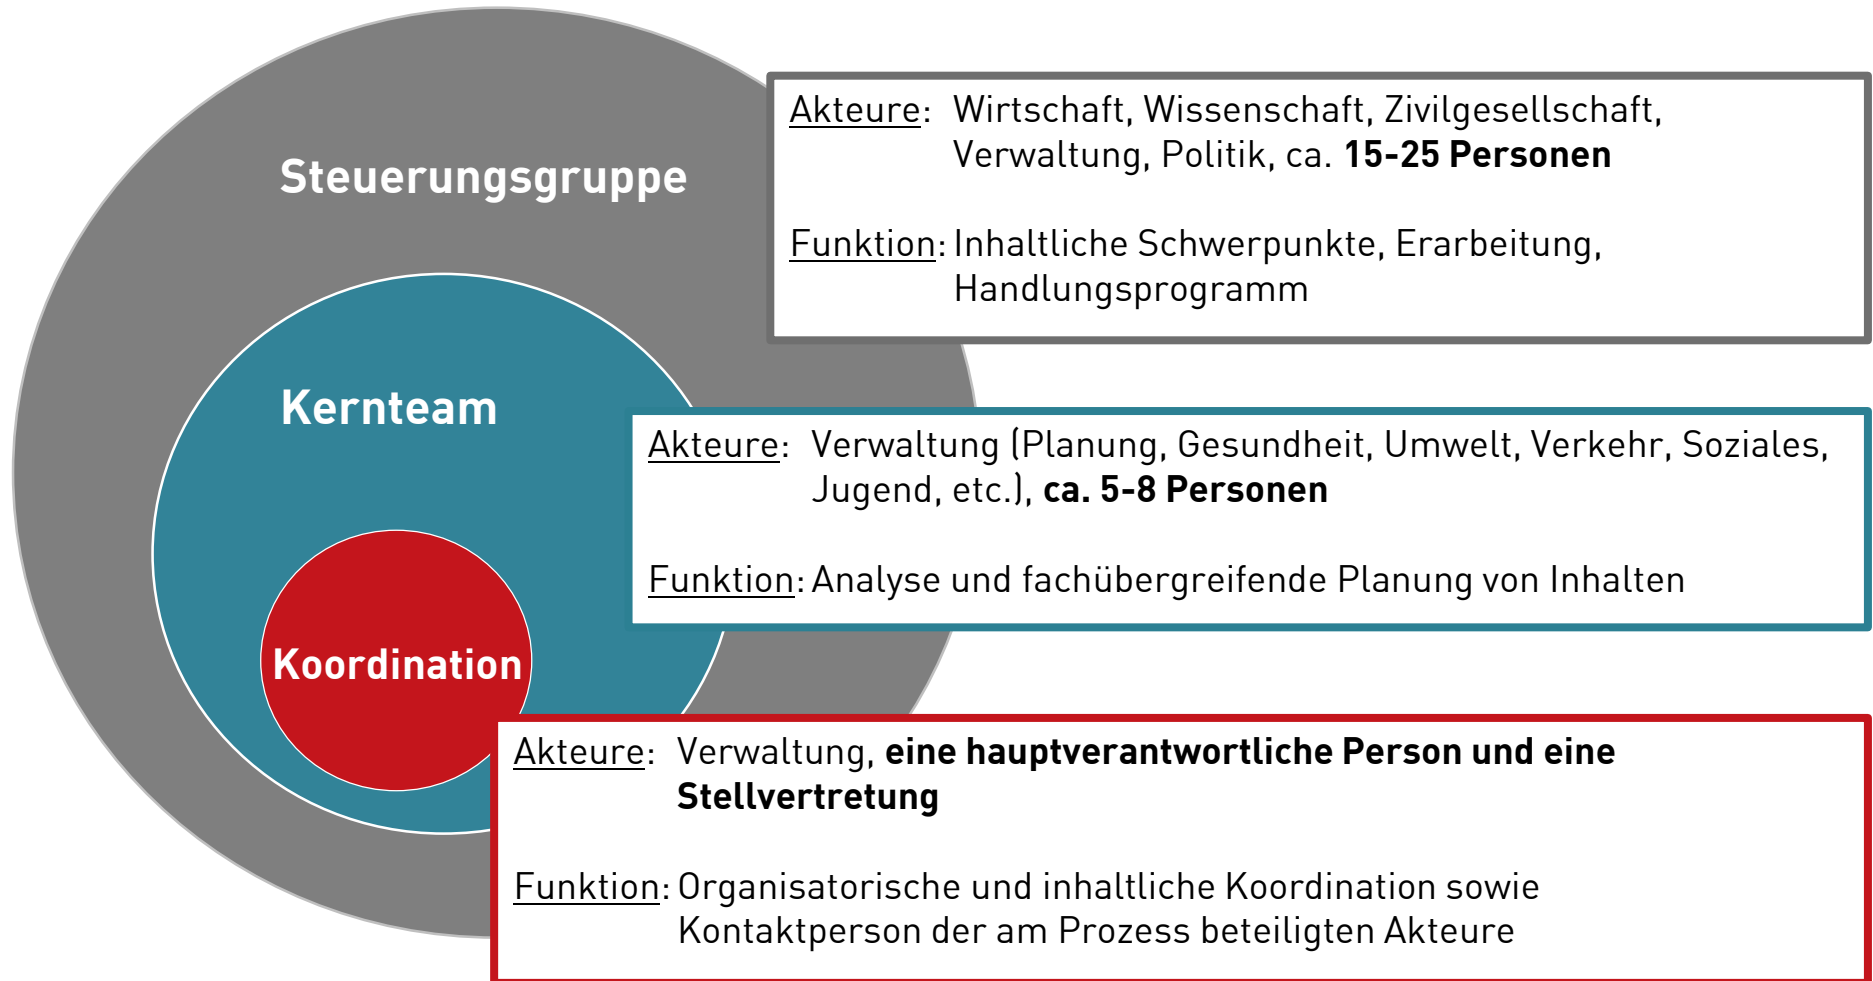 Steuerungsgruppe
Akteure: Wirtschaft, Wissenschaft, Zivilgesellschaft,
Verwaltung, Politik, ca. 15-25 Personen
Funktion: Inhaltliche Schwerpunkte, Erarbeitung,
Handlungsprogramm
Kernteam
Akteure: Verwaltung (Planung, Gesundheit, Umwelt, Verkehr, Soziales,
Jugend, etc.), ca. 5-8 Personen
Funktion: Analyse und fachübergreifende Planung von Inhalten
Koordination
Akteure: Verwaltung, eine hauptverantwortliche Person und eine
Stellvertretung
Funktion: Organisatorische und inhaltliche Koordination sowie
Kontaktperson der am Prozess beteiligten Akteure